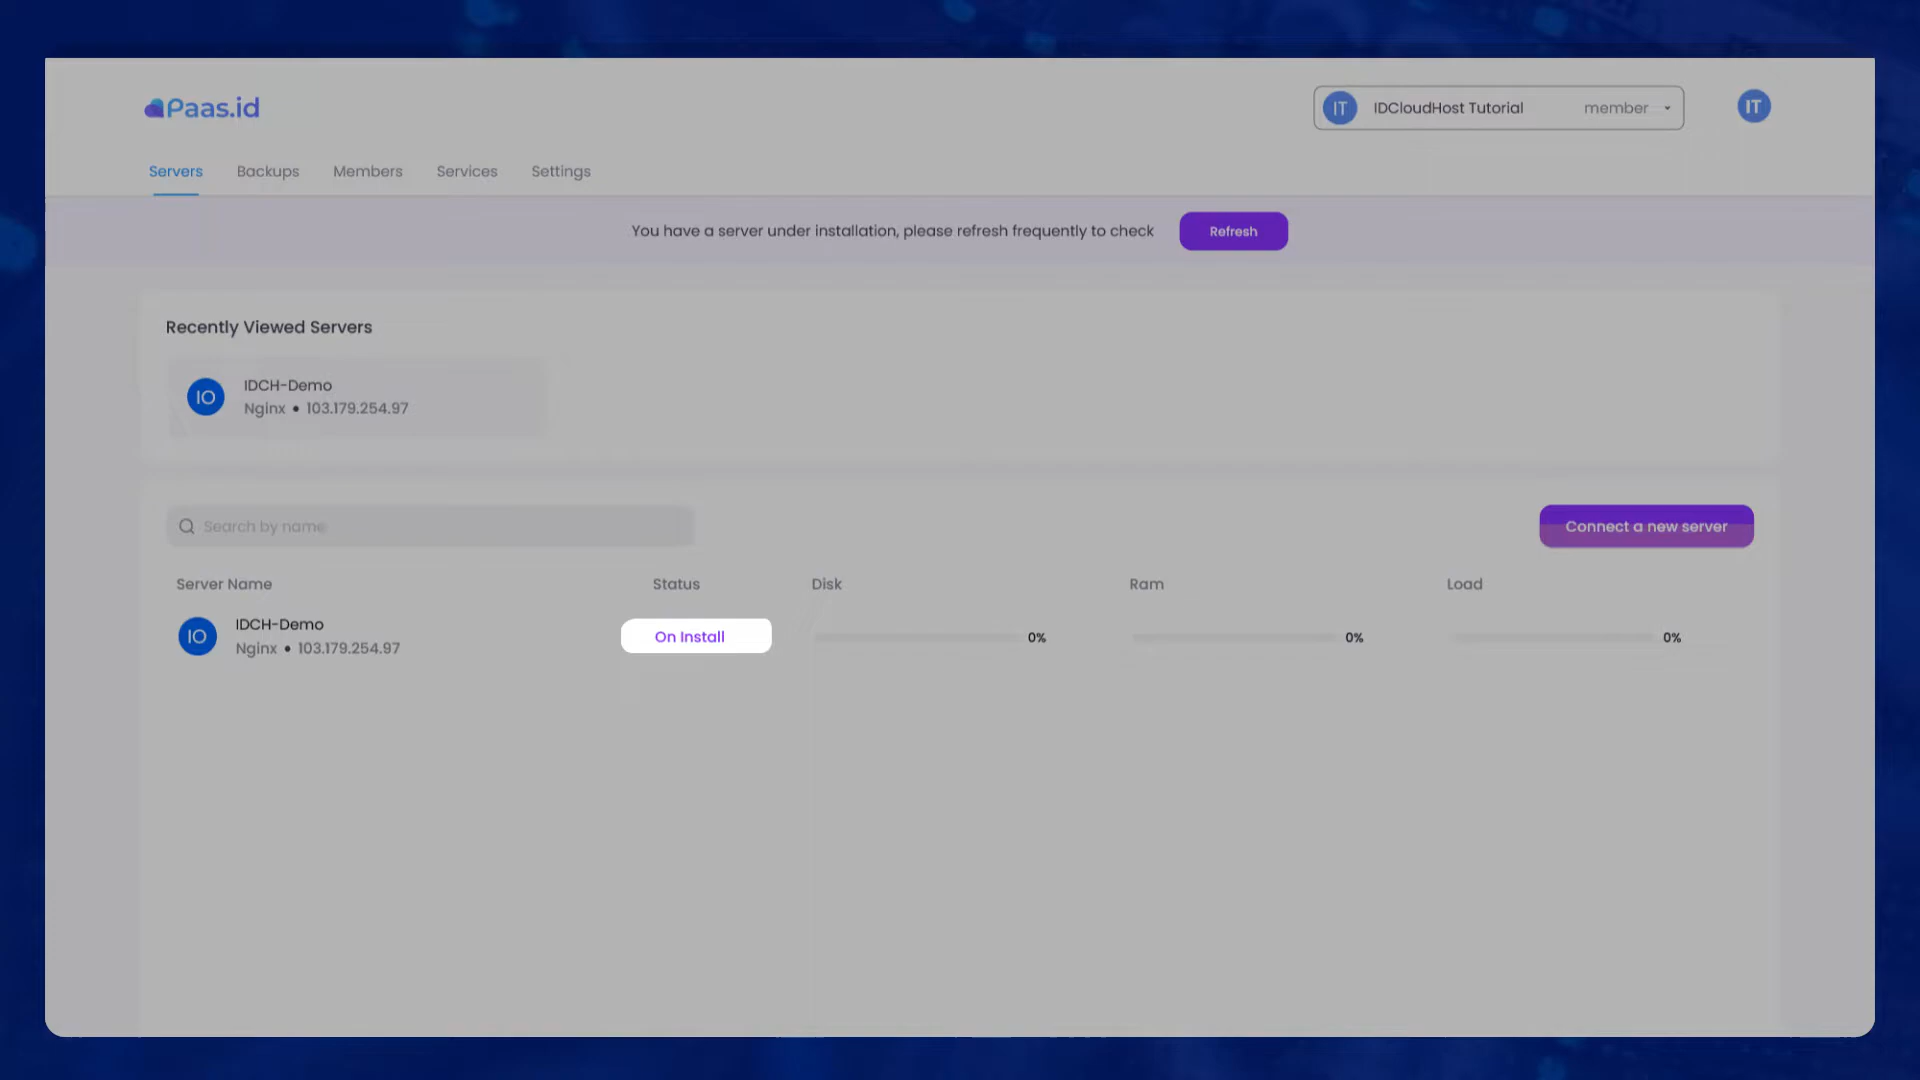 Paas.id
IT IDCloudHost Tutorial member
IT
Servers Backups Members Services Settings
You have a server under installation, please refresh frequently to check Refresh
Recently Viewed Servers
IO
IDCH-Demo
Nginx • 103.179.254.97
Search by name
Connect a new server
Server Name Status Disk Ram Load
IO
IDCH-Demo
Nginx • 103.179.254.97
On Install
0% 0% 0%